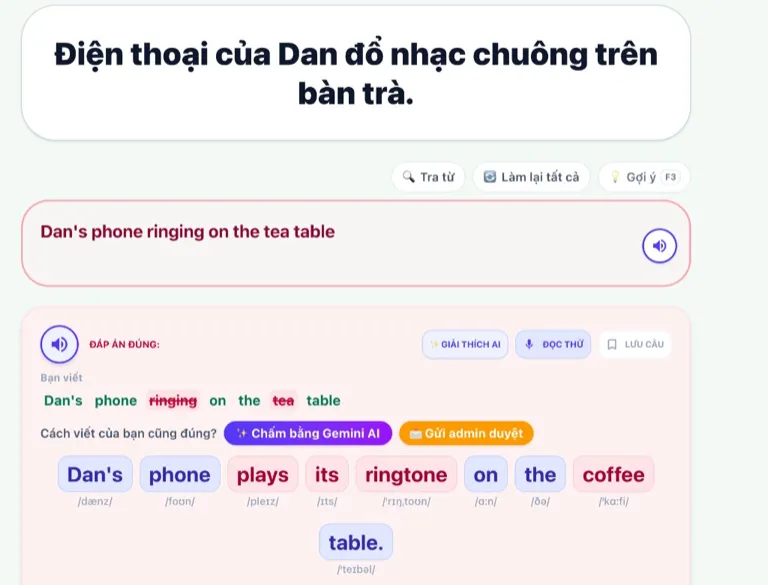 Điện thoại của Dan đổ nhạc chuông trên
bàn trà.
🔍 Tra từ
🔄 Làm lại tất cả
💡 Gợi ý F3
Dan's phone ringing on the tea table
ĐÁP ÁN ĐÚNG:
✨ GIẢI THÍCH AI
ĐỌC THỬ
LƯU CÂU
Bạn viết
Dan's phone ringing on the tea table
Cách viết của bạn cũng đúng? ✨ Chấm bằng Gemini AI 📨 Gửi admin duyệt
Dan's phone plays its ringtone on the coffee
/dænz/ /foʊn/ /pleɪz/ /ɪts/ /ˈrɪŋˌtoʊn/ /ɑːn/ /ðə/ /ˈkɑːfi/
table.
/ˈteɪbəl/